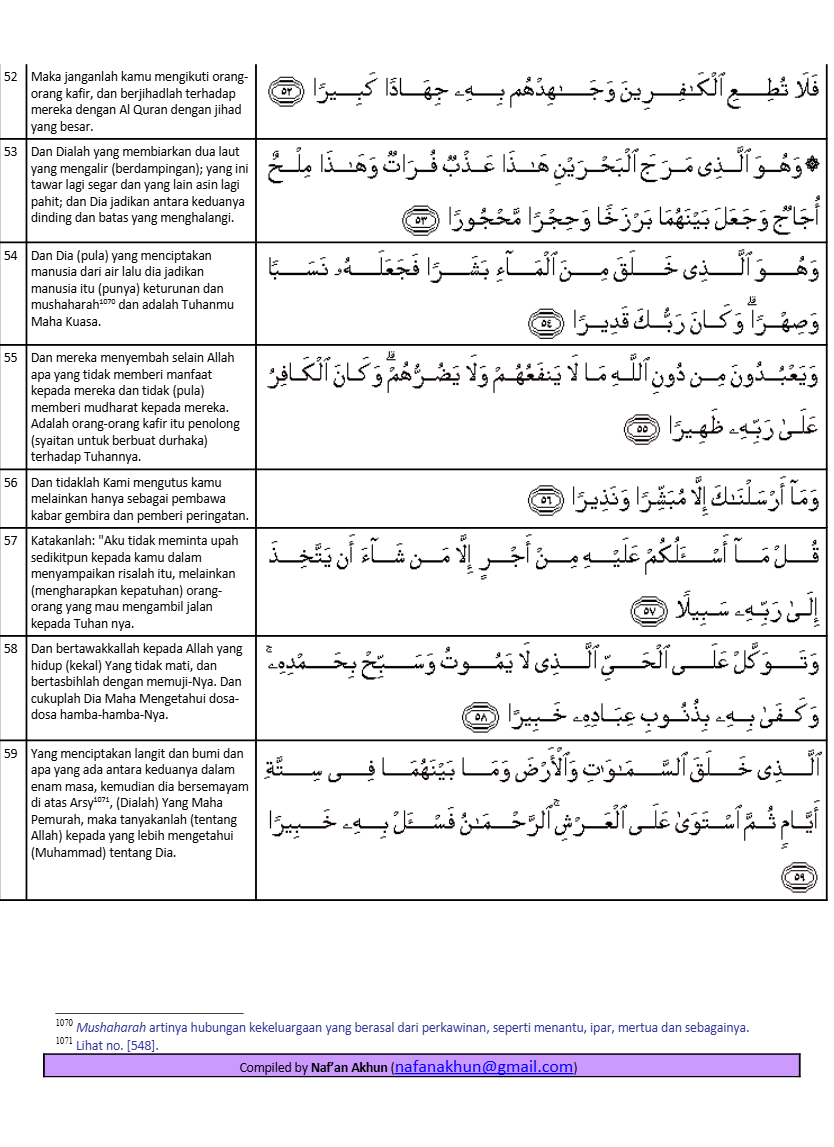 52 Maka janganlah kamu mengikuti orang-
orang kafir, dan berjihadlah terhadap
mereka dengan Al Quran dengan jihad
yang besar.
فَلَا تُطِعِ ٱلْكَـٰفِرِينَ وَجَـٰهِدْهُم بِهِۦ جِهَادًا كَبِيرًا ٥٢
53 Dan Dialah yang membiarkan dua laut
yang mengalir (berdampingan); yang ini
tawar lagi segar dan yang lain asin lagi
pahit; dan Dia jadikan antara keduanya
dinding dan batas yang menghalangi.
۞ وَهُوَ ٱلَّذِى مَرَجَ ٱلْبَحْرَيْنِ هَـٰذَا عَذْبٌ فُرَاتٌ وَهَـٰذَا مِلْحٌ
أُجَاجٌ وَجَعَلَ بَيْنَهُمَا بَرْزَخًا وَحِجْرًا مَّحْجُورًا ٥٣
54 Dan Dia (pula) yang menciptakan
manusia dari air lalu dia jadikan
manusia itu (punya) keturunan dan
mushaharah¹⁰⁷⁰ dan adalah Tuhanmu
Maha Kuasa.
وَهُوَ ٱلَّذِى خَلَقَ مِنَ ٱلْمَآءِ بَشَرًا فَجَعَلَهُۥ نَسَبًا
وَصِهْرًا ۗ وَكَانَ رَبُّكَ قَدِيرًا ٥٤
55 Dan mereka menyembah selain Allah
apa yang tidak memberi manfaat
kepada mereka dan tidak (pula)
memberi mudharat kepada mereka.
Adalah orang-orang kafir itu penolong
(syaitan untuk berbuat durhaka)
terhadap Tuhannya.
وَيَعْبُدُونَ مِن دُونِ ٱللَّهِ مَا لَا يَنفَعُهُمْ وَلَا يَضُرُّهُمْ ۗ وَكَانَ ٱلْكَافِرُ
عَلَىٰ رَبِّهِۦ ظَهِيرًا ٥٥
56 Dan tidaklah Kami mengutus kamu
melainkan hanya sebagai pembawa
kabar gembira dan pemberi peringatan.
وَمَآ أَرْسَلْنَـٰكَ إِلَّا مُبَشِّرًا وَنَذِيرًا ٥٦
57 Katakanlah: "Aku tidak meminta upah
sedikitpun kepada kamu dalam
menyampaikan risalah itu, melainkan
(mengharapkan kepatuhan) orang-
orang yang mau mengambil jalan
kepada Tuhan nya.
قُلْ مَآ أَسْـَٔلُكُمْ عَلَيْهِ مِنْ أَجْرٍ إِلَّا مَن شَآءَ أَن يَتَّخِذَ
إِلَىٰ رَبِّهِۦ سَبِيلًا ٥٧
58 Dan bertawakkallah kepada Allah yang
hidup (kekal) Yang tidak mati, dan
bertasbihlah dengan memuji-Nya. Dan
cukuplah Dia Maha Mengetahui dosa-
dosa hamba-hamba-Nya.
وَتَوَكَّلْ عَلَى ٱلْحَىِّ ٱلَّذِى لَا يَمُوتُ وَسَبِّحْ بِحَمْدِهِۦ ۚ
وَكَفَىٰ بِهِۦ بِذُنُوبِ عِبَادِهِۦ خَبِيرًا ٥٨
59 Yang menciptakan langit dan bumi dan
apa yang ada antara keduanya dalam
enam masa, kemudian dia bersemayam
di atas Arsy¹⁰⁷¹, (Dialah) Yang Maha
Pemurah, maka tanyakanlah (tentang
Allah) kepada yang lebih mengetahui
(Muhammad) tentang Dia.
ٱلَّذِى خَلَقَ ٱلسَّمَـٰوَٰتِ وَٱلْأَرْضَ وَمَا بَيْنَهُمَا فِى سِتَّةِ
أَيَّامٍ ثُمَّ ٱسْتَوَىٰ عَلَى ٱلْعَرْشِ ۚ ٱلرَّحْمَـٰنُ فَسْـَٔلْ بِهِۦ خَبِيرًا
٥٩
¹⁰⁷⁰ Mushaharah artinya hubungan kekeluargaan yang berasal dari perkawinan, seperti menantu, ipar, mertua dan sebagainya.
¹⁰⁷¹ Lihat no. [548].
Compiled by Naf'an Akhun (nafanakhun@gmail.com)